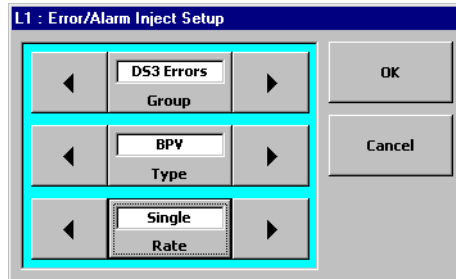 L1 : Error/Alarm Inject Setup
DS3 Errors
Group
OK
BPV
Type
Cancel
Single
Rate